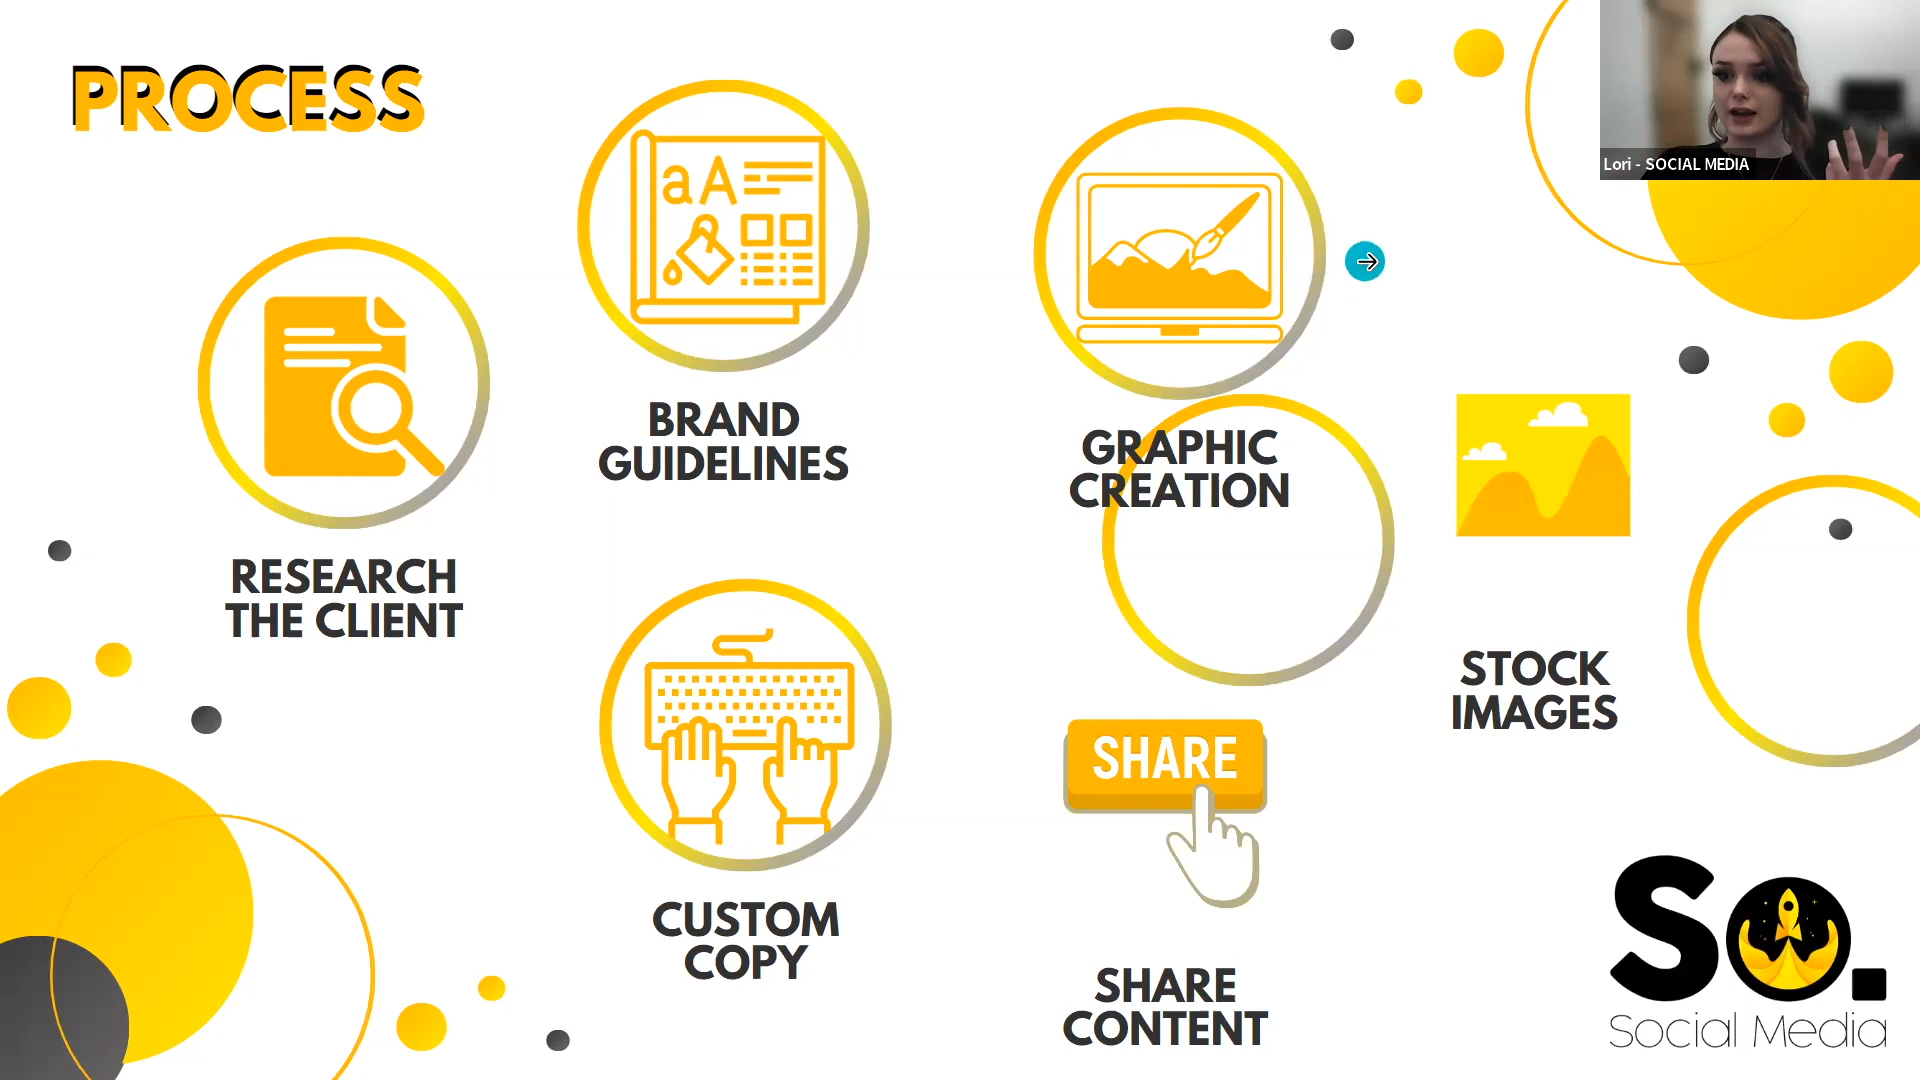 PROCESS
Lori - SOCIAL MEDIA
aA
BRAND
GUIDELINES
GRAPHIC
CREATION
RESEARCH
THE CLIENT
STOCK
IMAGES
SHARE
CUSTOM
COPY
SHARE
CONTENT
SO.
Social Media